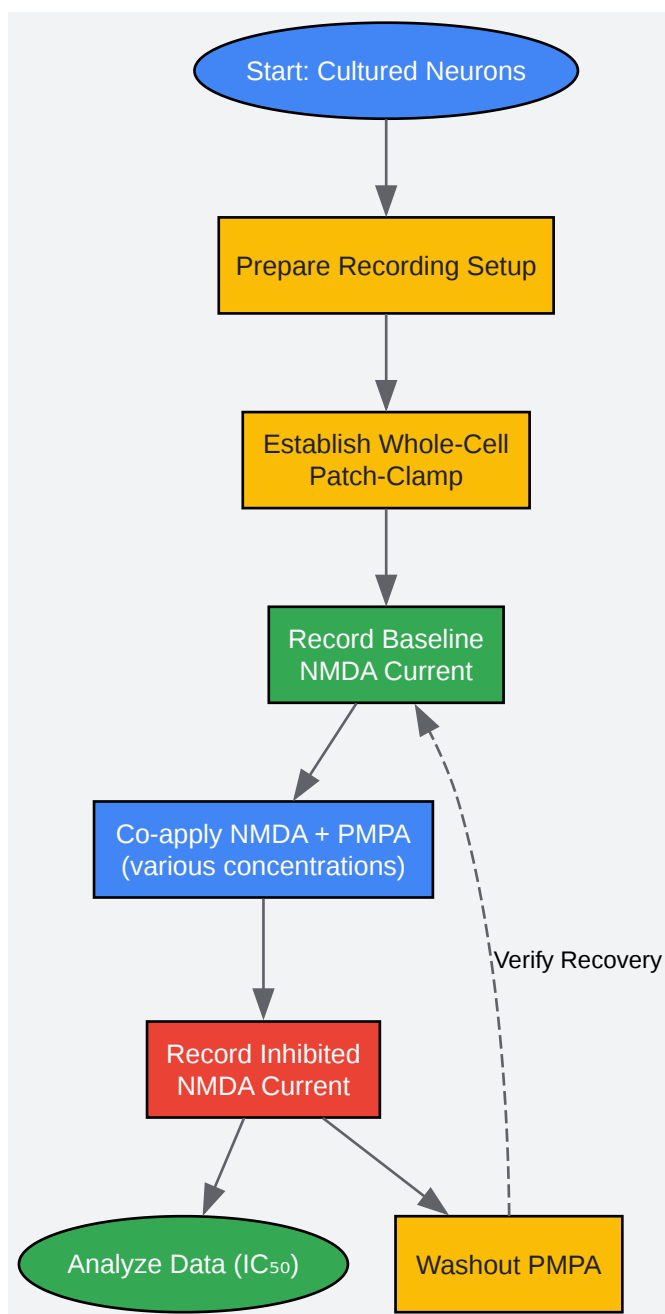 Start: Cultured Neurons
Prepare Recording Setup
Establish Whole-Cell
Patch-Clamp
Record Baseline
NMDA Current
Co-apply NMDA + PMPA
(various concentrations)
Verify Recovery
Record Inhibited
NMDA Current
Analyze Data (IC₅₀)
Washout PMPA